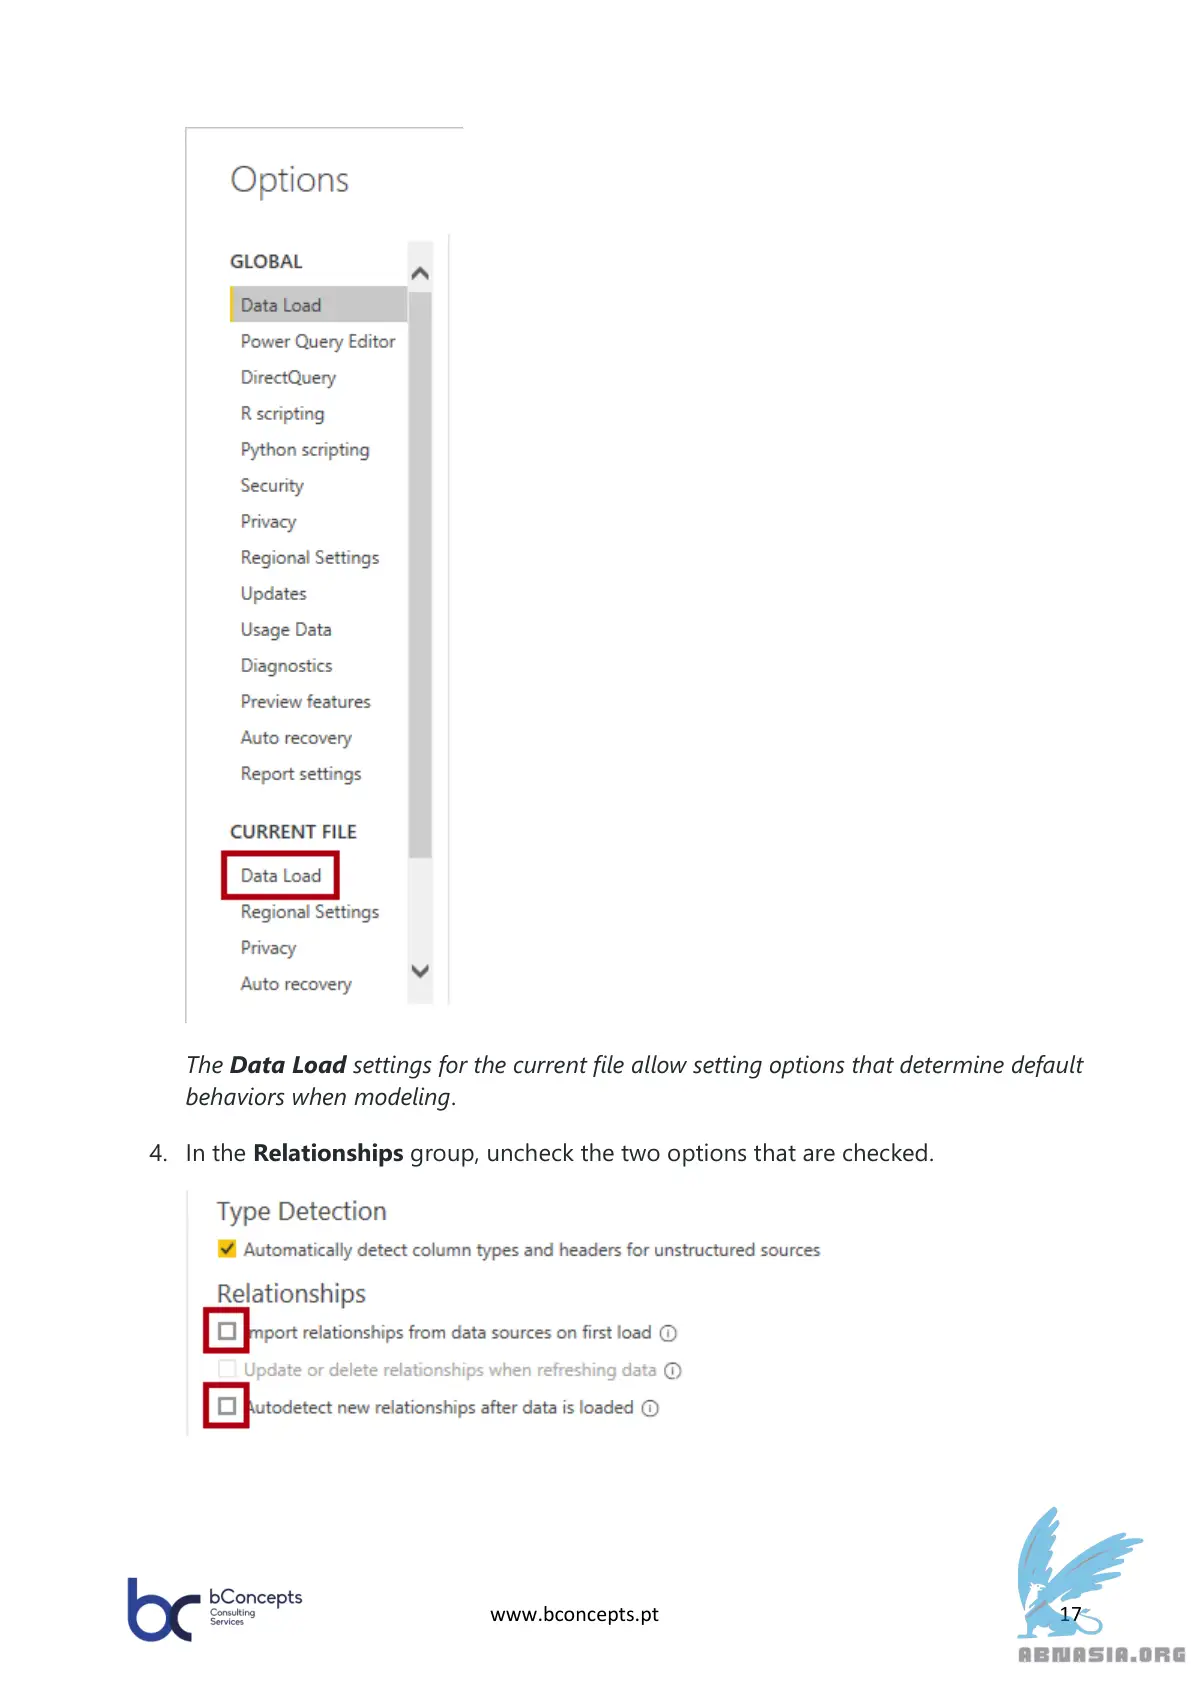 Options
GLOBAL
Data Load
Power Query Editor
DirectQuery
R scripting
Python scripting
Security
Privacy
Regional Settings
Updates
Usage Data
Diagnostics
Preview features
Auto recovery
Report settings
CURRENT FILE
Data Load
Regional Settings
Privacy
Auto recovery
The Data Load settings for the current file allow setting options that determine default
behaviors when modeling.
4. In the Relationships group, uncheck the two options that are checked.
Type Detection
Automatically detect column types and headers for unstructured sources
Relationships
Import relationships from data sources on first load
Update or delete relationships when refreshing data
Autodetect new relationships after data is loaded
bc bConcepts
Consulting
Services
www.bconcepts.pt
17
ABNASIA.ORG